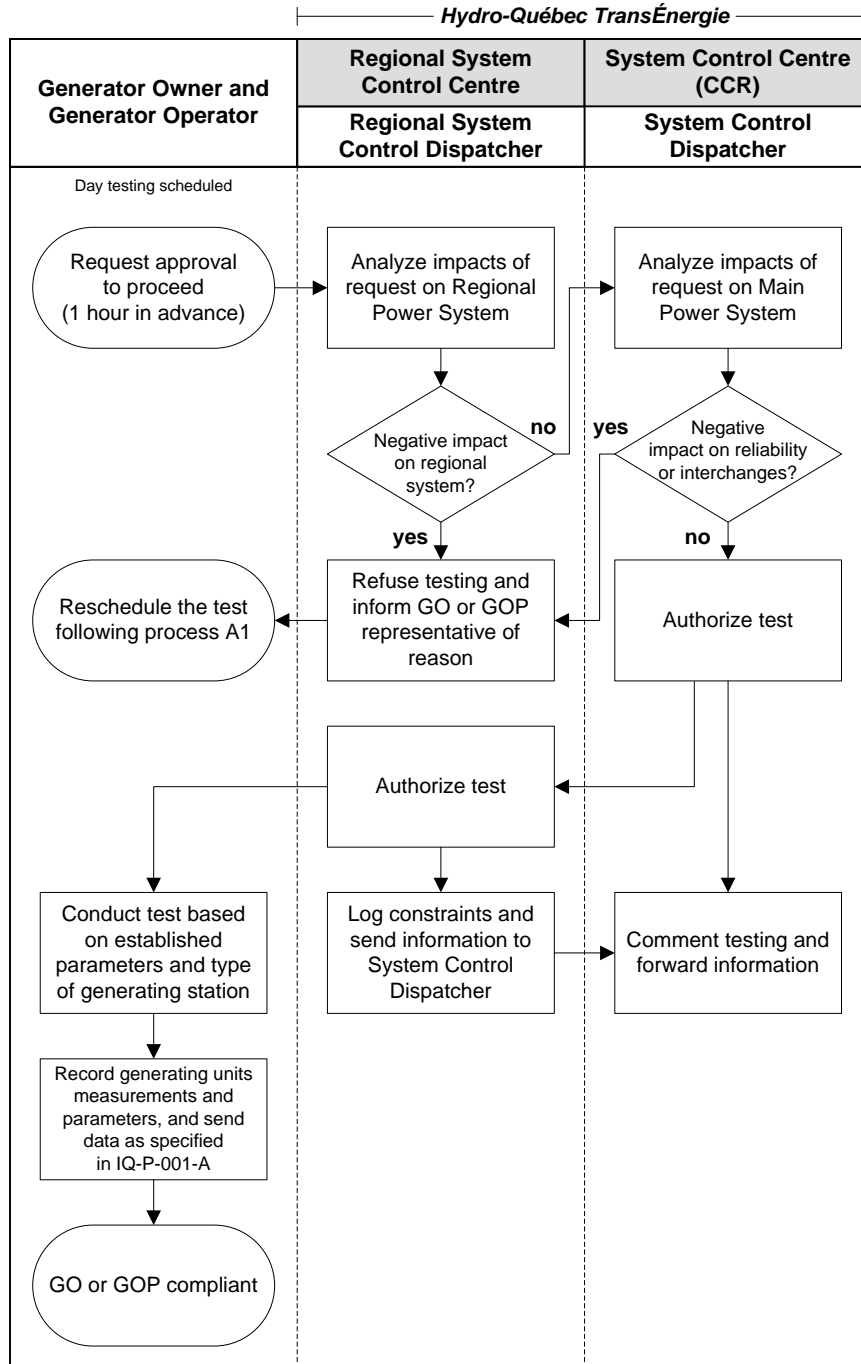 Hydro-Québec TransÉnergie
Generator Owner and
Generator Operator
Regional System
Control Centre
System Control Centre
(CCR)
Regional System
Control Dispatcher
System Control
Dispatcher
Day testing scheduled
Request approval
to proceed
(1 hour in advance)
Analyze impacts of
request on Regional
Power System
Analyze impacts of
request on Main
Power System
Negative impact
on regional
system?
no
yes
Negative
impact on reliability
or interchanges?
yes
no
Reschedule the test
following process A1
Refuse testing and
inform GO or GOP
representative of
reason
Authorize test
Authorize test
Conduct test based
on established
parameters and type
of generating station
Log constraints and
send information to
System Control
Dispatcher
Comment testing and
forward information
Record generating units
measurements and
parameters, and send
data as specified
in IQ-P-001-A
GO or GOP compliant